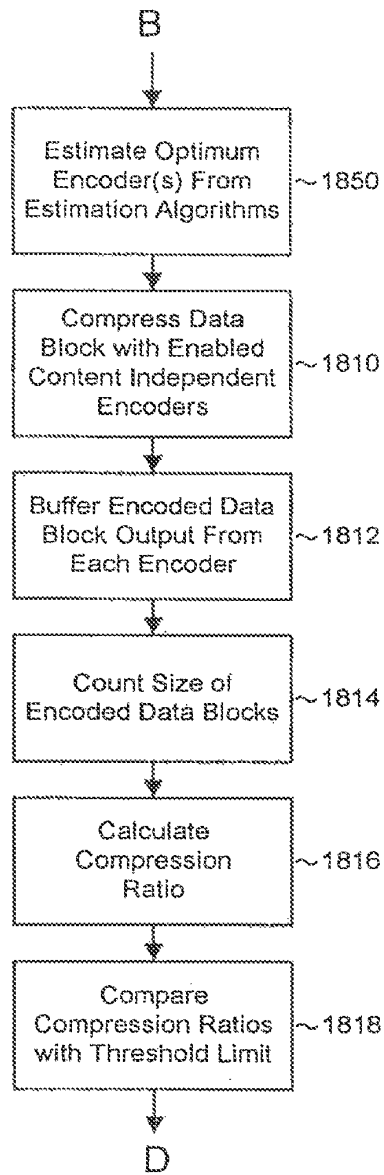 B
Estimate Optimum
Encoder(s) From
Estimation Algorithms
~1850
Compress Data
Block with Enabled
Content Independent
Encoders
~1810
Buffer Encoded Data
Block Output From
Each Encoder
~1812
Count Size of
Encoded Data Blocks
~1814
Calculate
Compression
Ratio
~1816
Compare
Compression Ratios
with Threshold Limit
~1818
D